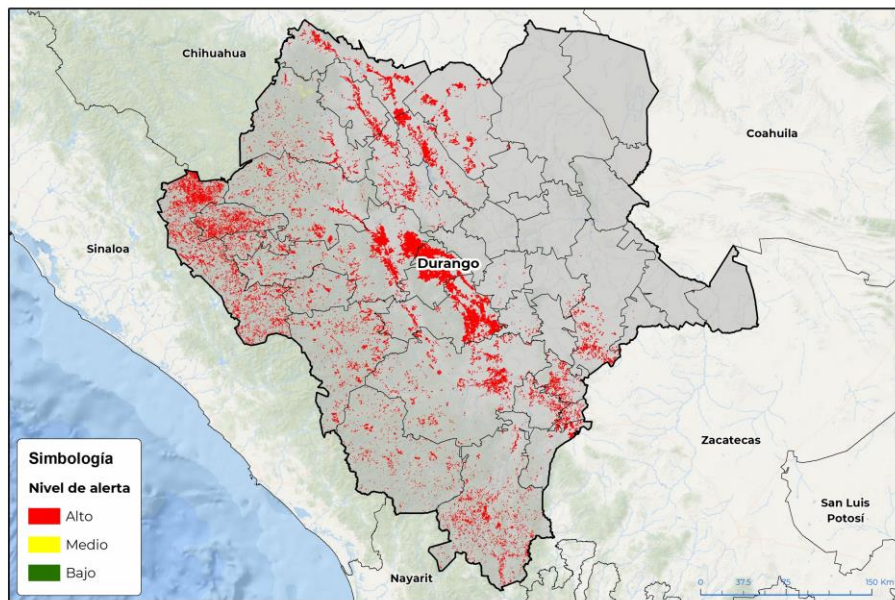 Chihuahua
Coahuila
Sinaloa
Durango
Zacatecas
San Luis
Potosí
Nayarit
Simbología
Nivel de alerta
Alto
Medio
Bajo
0 37.5 75 150 Km